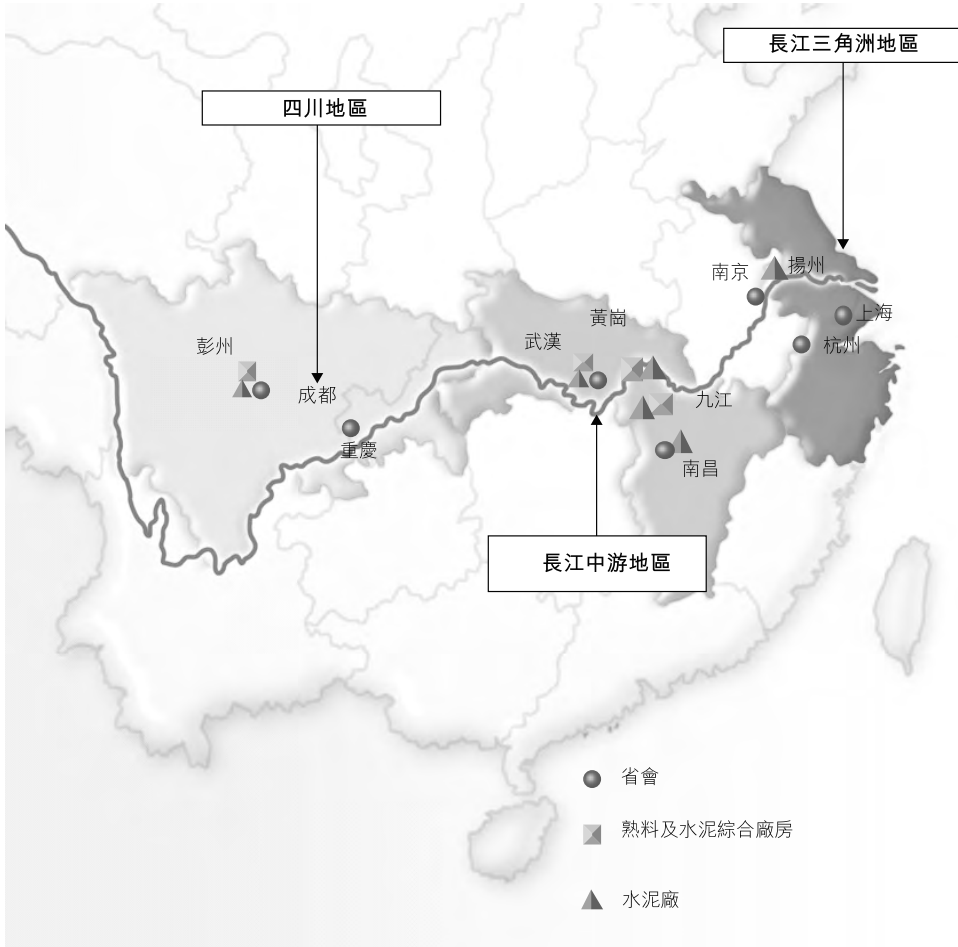 長江三角洲地區
四川地區
南京
揚州
黃崗
上海
武漢
杭州
彭州
成都
九江
重慶
南昌
長江中游地區
省會
熟料及水泥綜合廠房
水泥廠